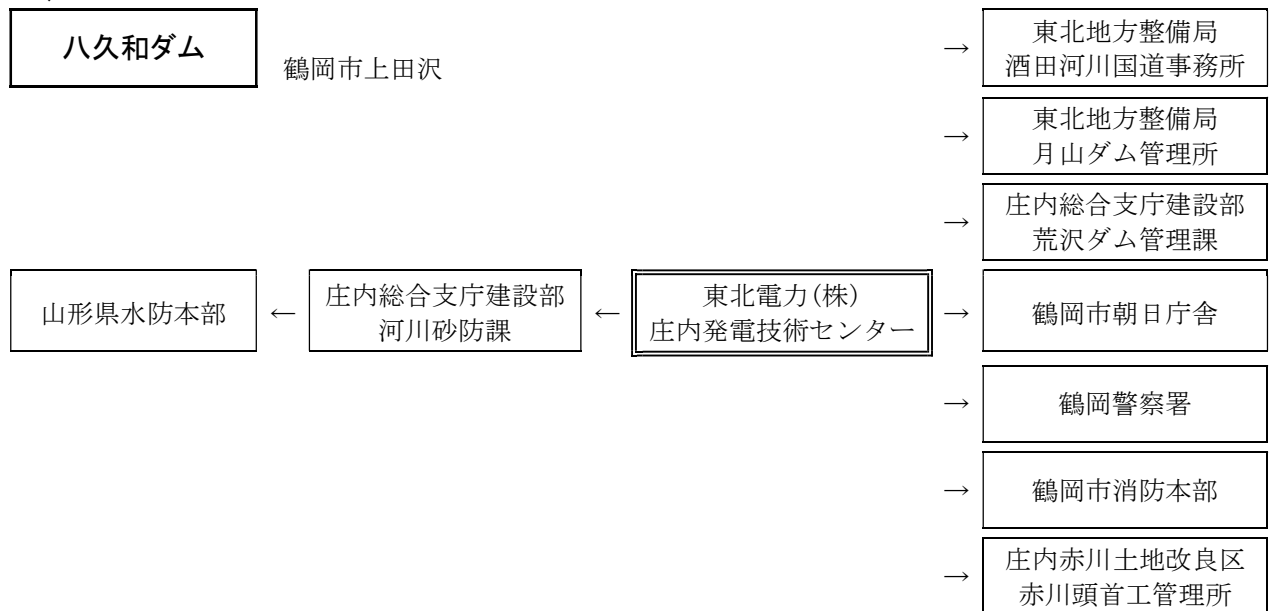 八久和ダム
鶴岡市上田沢
→
東北地方整備局
酒田河川国道事務所
→
東北地方整備局
月山ダム管理所
→
庄内総合支庁建設部
荒沢ダム管理課
山形県水防本部
←
庄内総合支庁建設部
河川砂防課
←
東北電力(株)
庄内発電技術センター
→
鶴岡市朝日庁舎
→
鶴岡警察署
→
鶴岡市消防本部
→
庄内赤川土地改良区
赤川頭首工管理所